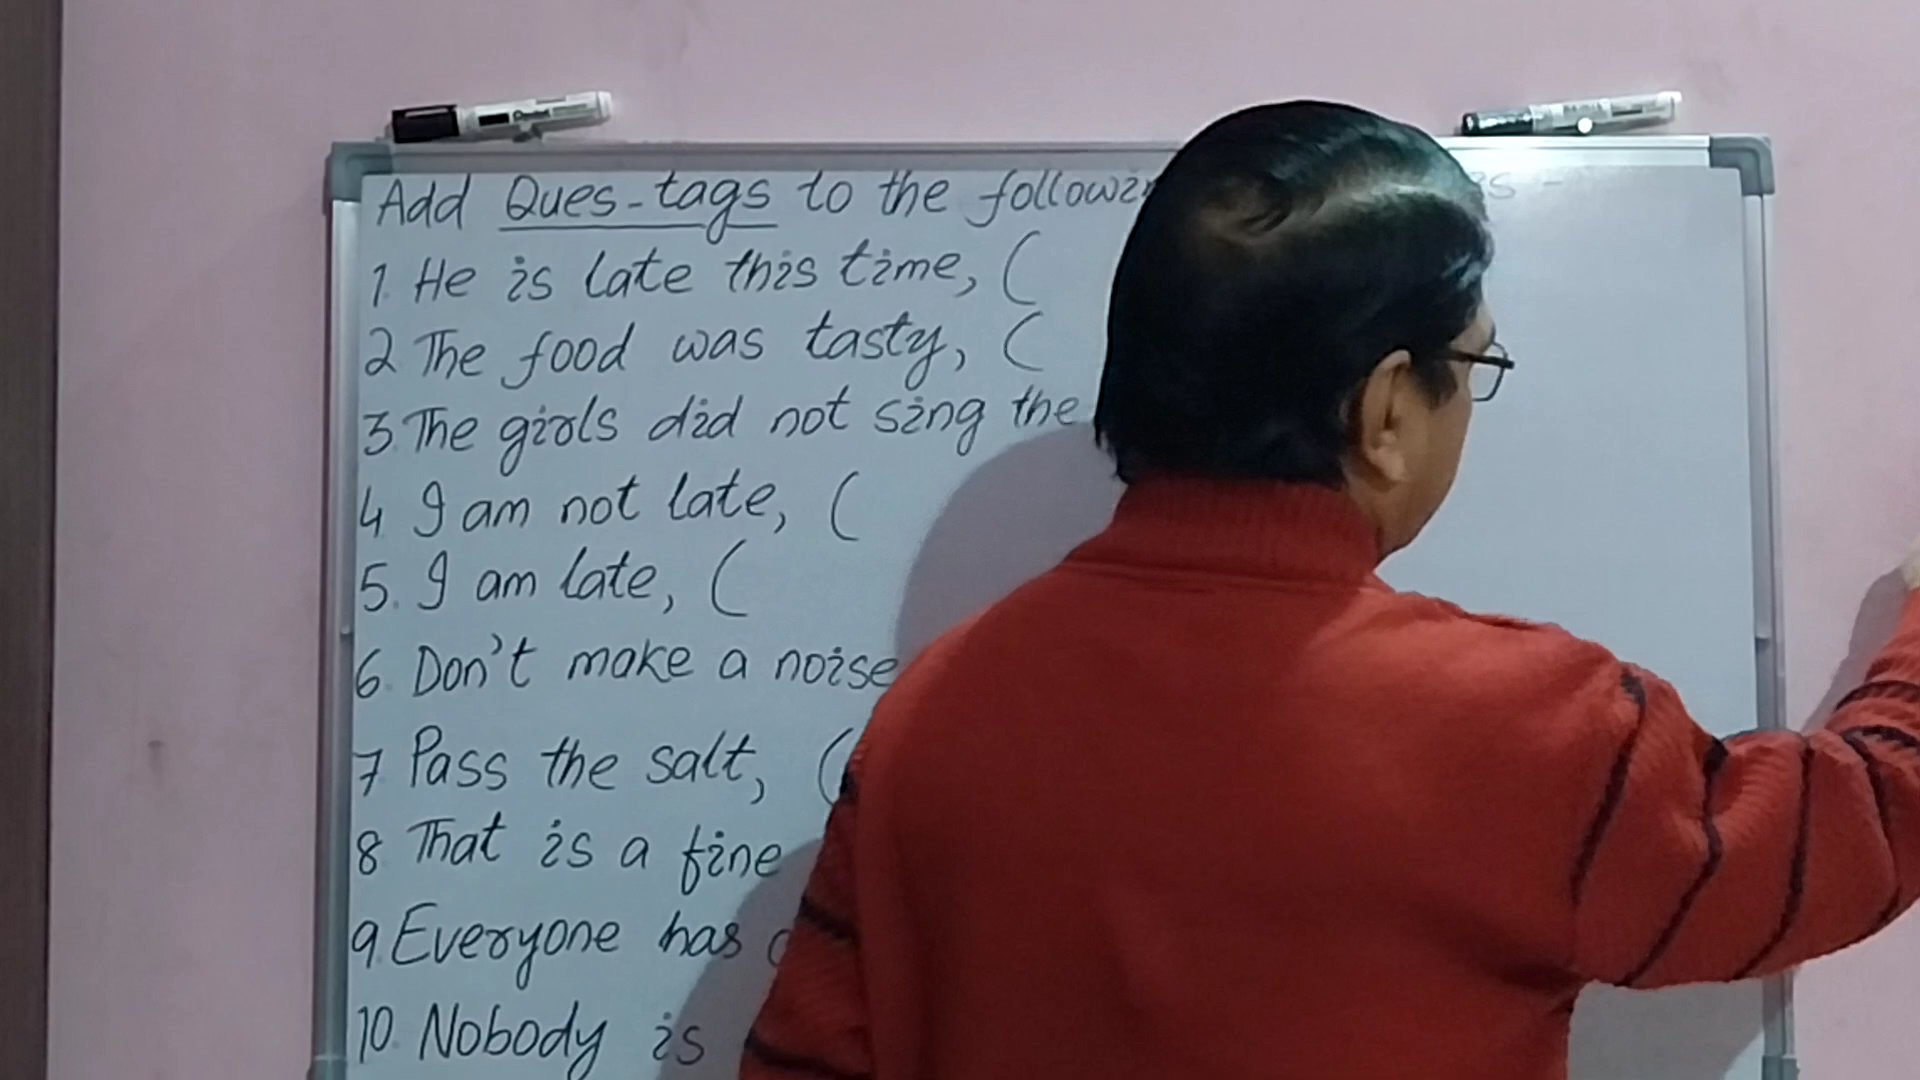 Add Ques-tags to the
1. He is late this time, (
2 The food was tasty, (
3. The girls did not sing the
4 I am not late, (
5. I am late, (
6. Don't make a noise
7 Pass the salt, (
8 That is a fine
9. Everyone has
10. Nobody is